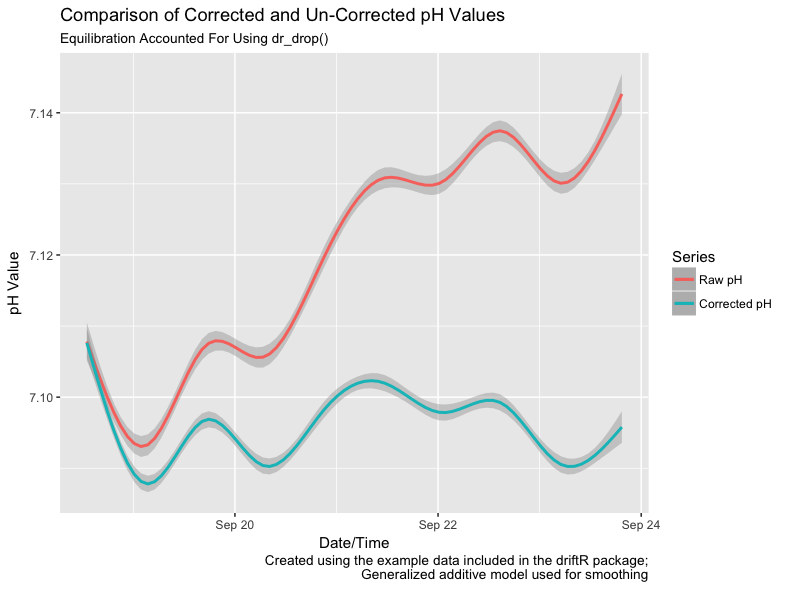 Comparison of Corrected and Un-Corrected pH Values
Equilibration Accounted For Using dr_drop()
7.14
7.12
7.10
pH Value
Sep 20
Sep 22
Sep 24
Date/Time
Series
Raw pH
Corrected pH
Created using the example data included in the driftR package;
Generalized additive model used for smoothing